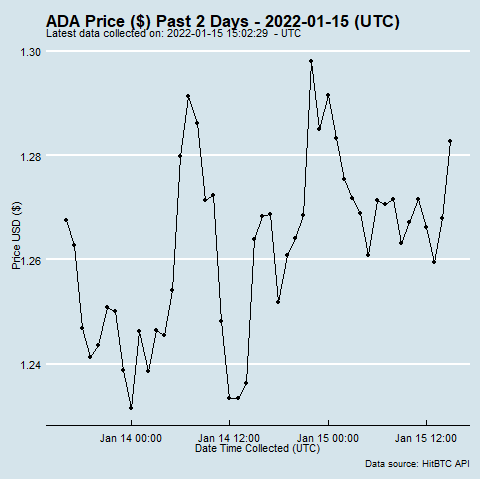 ADA Price ($) Past 2 Days - 2022-01-15 (UTC)
Latest data collected on: 2022-01-15 15:02:29 - UTC
1.30
1.28
1.26
1.24
Price USD ($)
Jan 14 00:00
Jan 14 12:00
Jan 15 00:00
Jan 15 12:00
Date Time Collected (UTC)
Data source: HitBTC API